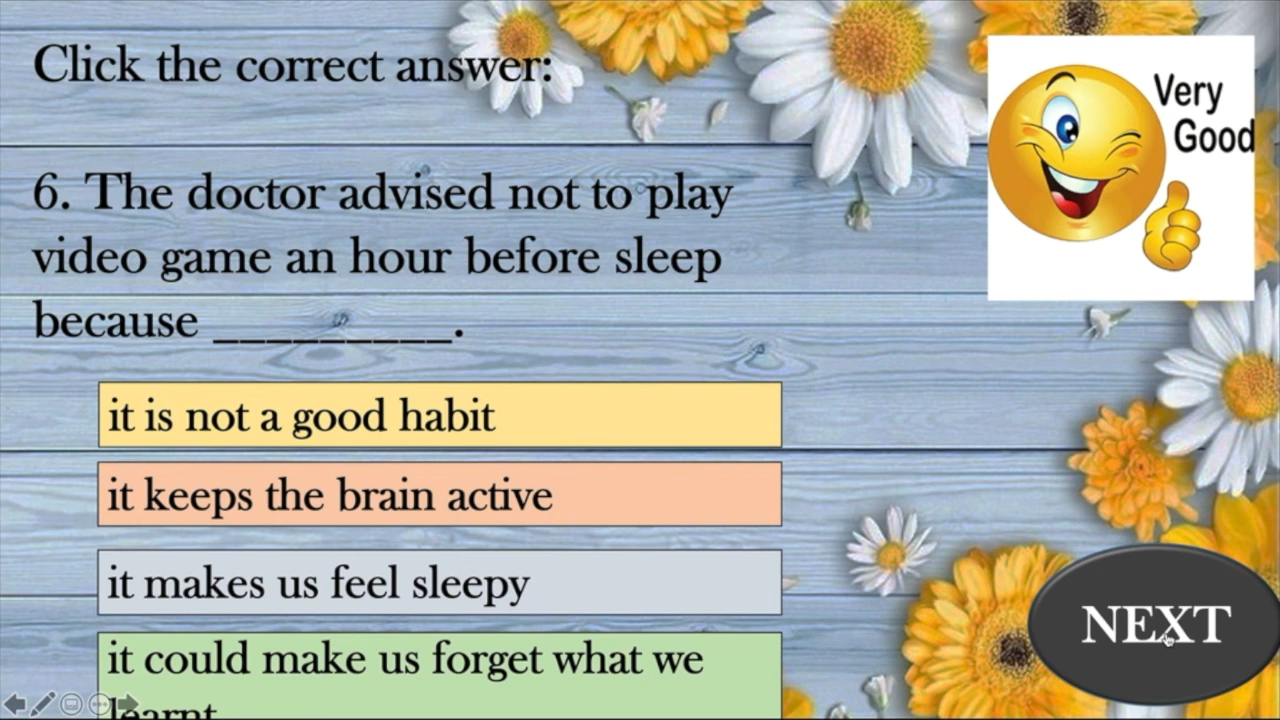 Click the correct answer:
Very
Good
6. The doctor advised not to play
video game an hour before sleep
because _________.
it is not a good habit
it keeps the brain active
it makes us feel sleepy
it could make us forget what we
learnt
NEXT